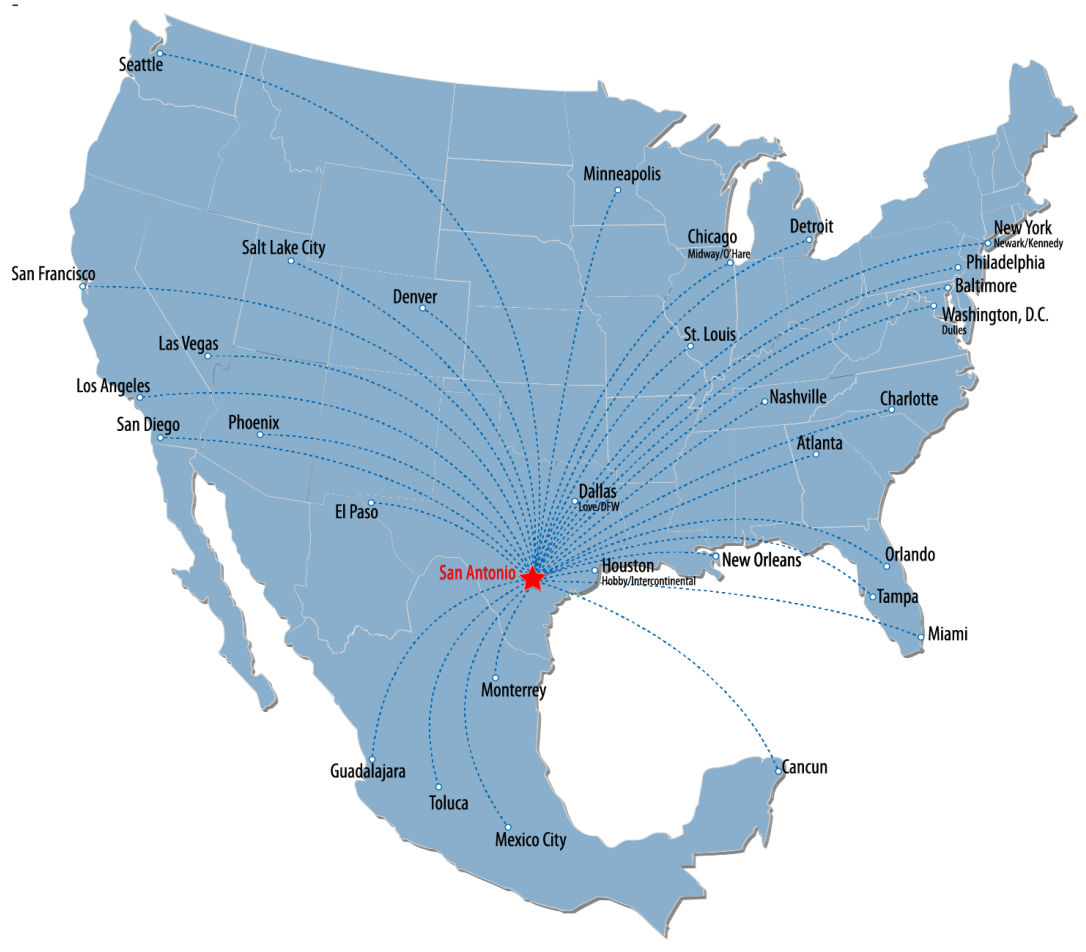 Seattle
Minneapolis
Detroit
New York
Newark/Kennedy
Chicago
Midway/O'Hare
Salt Lake City
Philadelphia
San Francisco
Baltimore
Denver
Washington, D.C.
Dulles
St. Louis
Las Vegas
Los Angeles
Nashville
Charlotte
San Diego
Phoenix
Atlanta
Dallas
Love/DFW
El Paso
Orlando
New Orleans
Houston
Hobby/Intercontinental
San Antonio
Tampa
Miami
Monterrey
Cancun
Guadalajara
Toluca
Mexico City